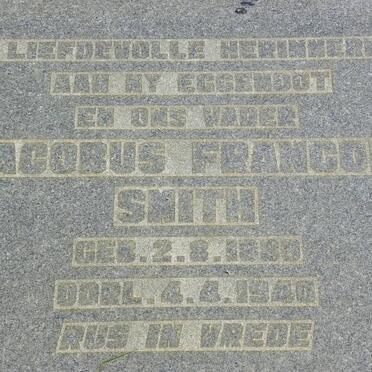 LIEFDEVOLLE HERINNER
AAN MY EGGENOOT
EN ONS VADER
ACOBUS FRANCO
SMITH
GEB. 2. 8. 1880
OORL. 4. 4. 1940
RUS IN VREDE